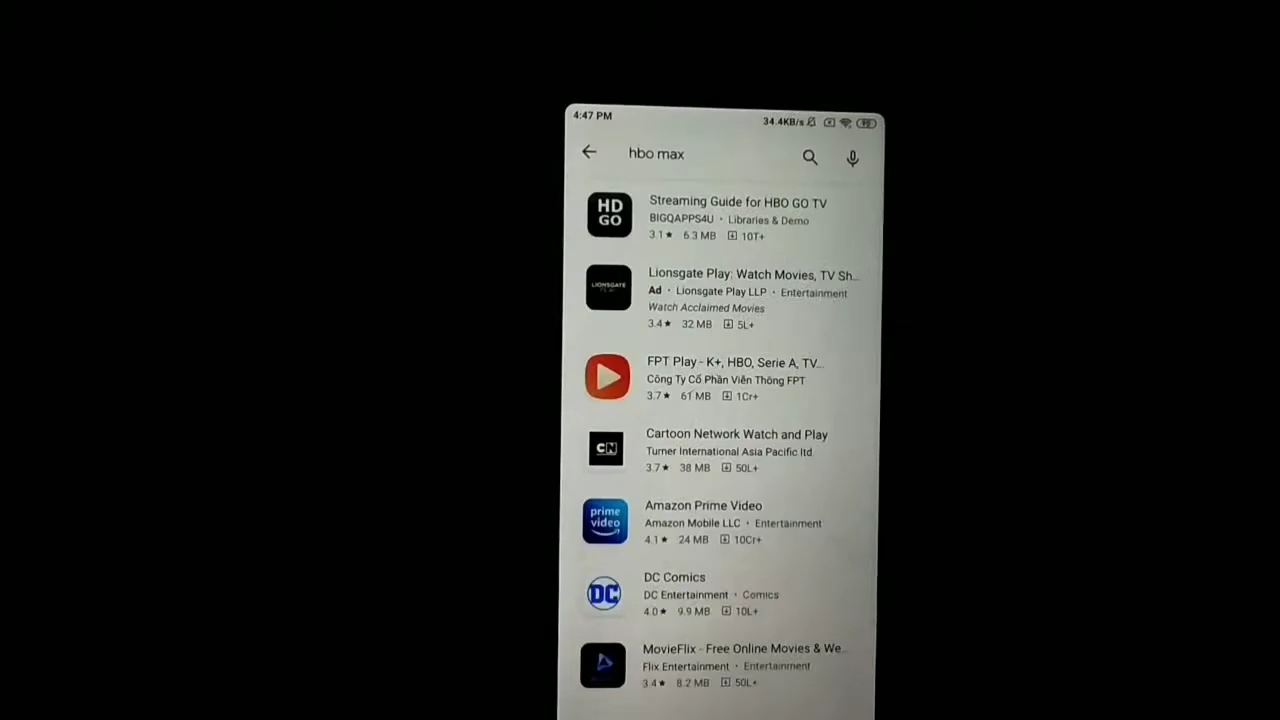 4:47 PM
34.4KB/s
hbo max
HD
GO
Streaming Guide for HBO GO TV
BIGQAPPS4U • Libraries & Demo
3.1★ 6.3 MB 10T+
LIONSGATE
Lionsgate Play: Watch Movies, TV Sh...
Ad • Lionsgate Play LLP • Entertainment
Watch Acclaimed Movies
3.4★ 32 MB 5L+
FPT Play - K+, HBO, Serie A, TV...
Công Ty Cổ Phần Viễn Thông FPT
3.7★ 61 MB 1Cr+
CN
Cartoon Network Watch and Play
Turner International Asia Pacific ltd
3.7★ 38 MB 50L+
prime
video
Amazon Prime Video
Amazon Mobile LLC • Entertainment
4.1★ 24 MB 10Cr+
DC
DC Comics
DC Entertainment • Comics
4.0★ 9.9 MB 10L+
MovieFlix - Free Online Movies & We...
Flix Entertainment • Entertainment
3.4★ 8.2 MB 50L+